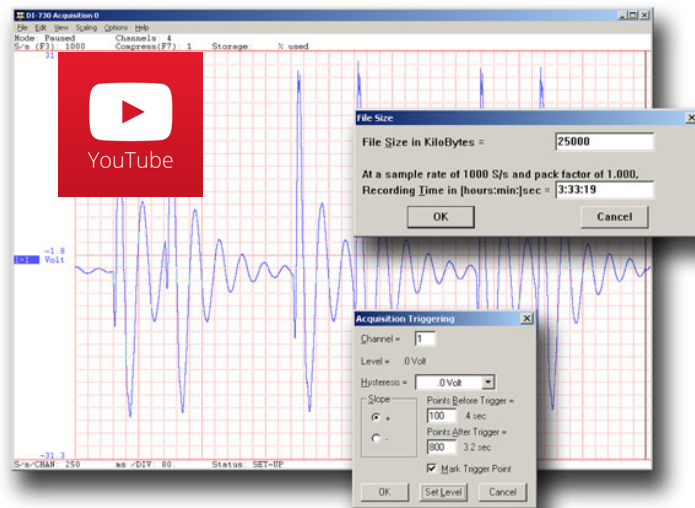 DI-730 Acquisition 0
File Edit View Scaling Options Help
Mode: Paused Channels: 4
S/s (F3): 1000 Compress(F7): 1 Storage: % used
31.
YouTube
-1.8
1=1 Volt
-31.3
S/s/CHAN: 250 ms /DIV: 80. Status: SET-UP
File Size
File Size in KiloBytes = 25000
At a sample rate of 1000 S/s and pack factor of 1.000,
Recording Time in [hours:min:]sec = 3:33:19
OK Cancel
Acquisition Triggering
Channel = 1
Level = .0 Volt
Hysteresis = .0 Volt
Slope
+
-
Points Before Trigger =
100 .4 sec
Points After Trigger =
800 3.2 sec
Mark Trigger Point
OK Set Level Cancel